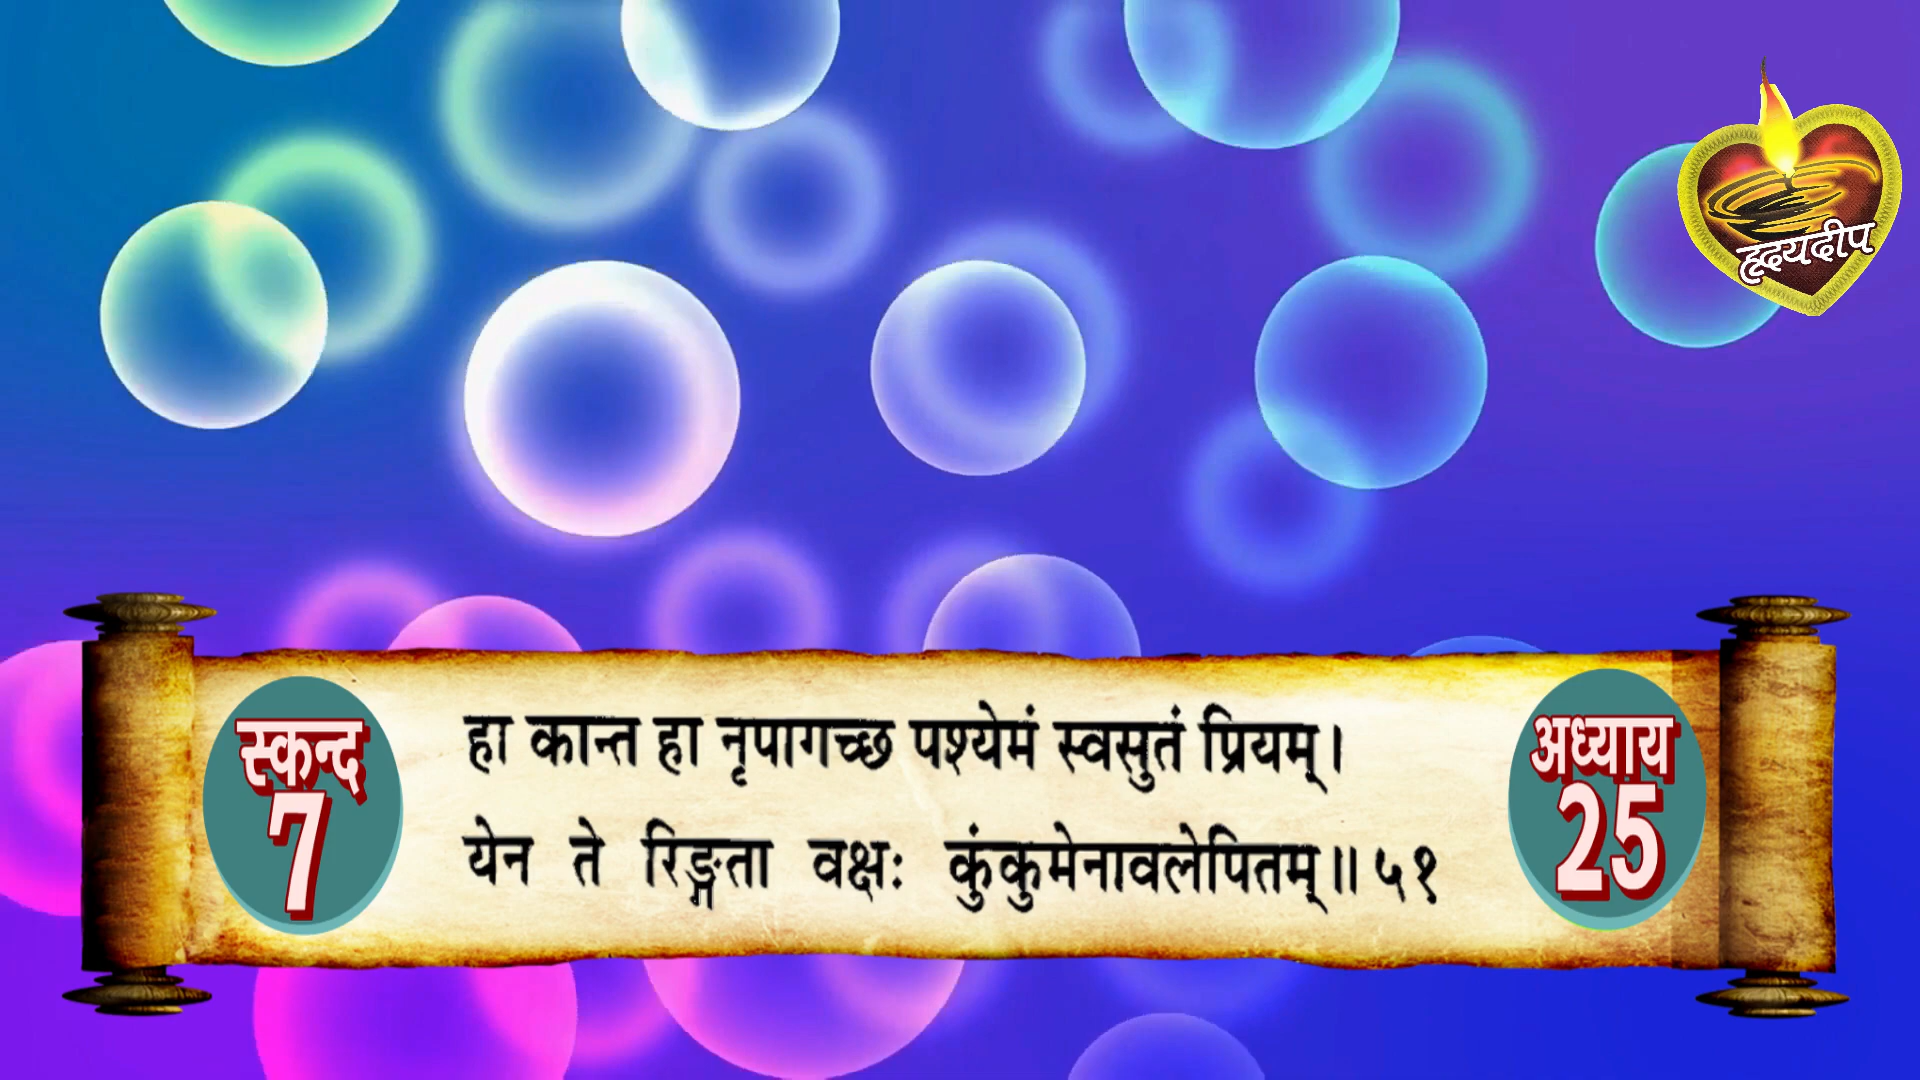 हृदयदीप
स्कन्द
7
हा कान्त हा नृपागच्छ पश्येमं स्वसुतं प्रियम्।
येन ते रिङ्गता वक्षः कुंकुमेनावलेपितम्॥ ५१
अध्याय
25